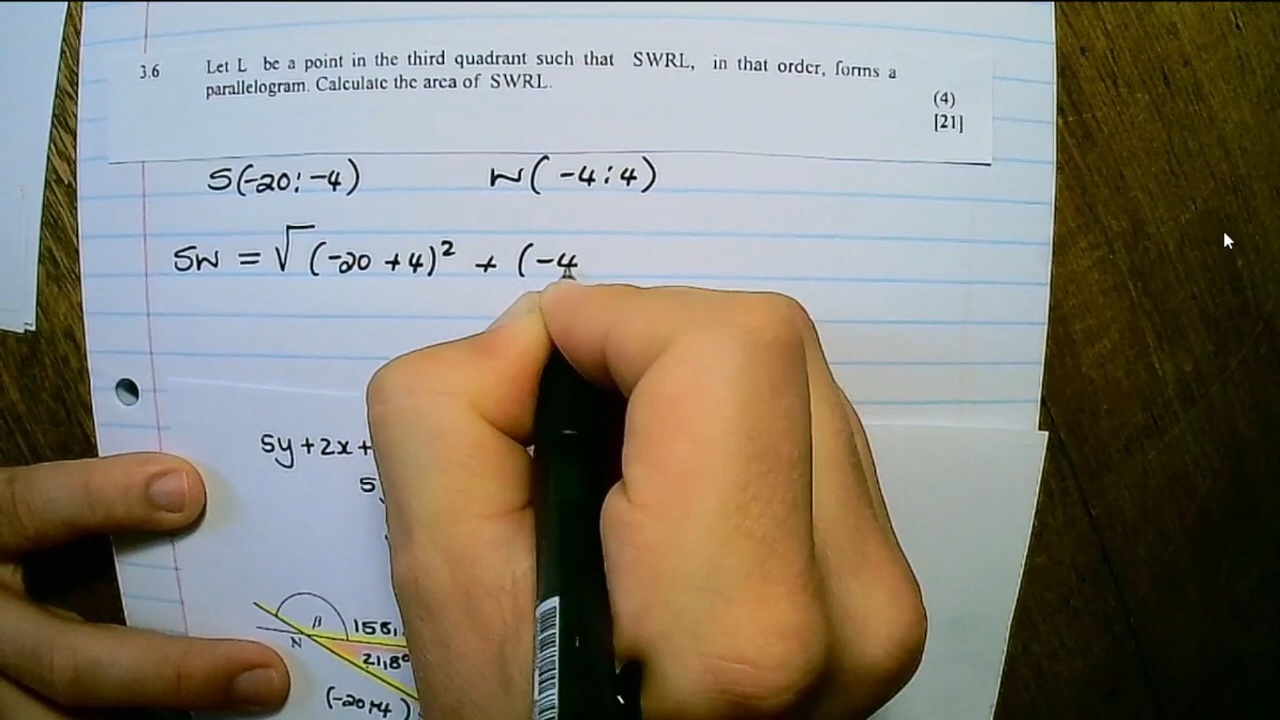 3.6 Let L be a point in the third quadrant such that SWRL, in that order, forms a
parallelogram. Calculate the area of SWRL.
(4)
[21]
S(-20;-4) W(-4;4)
SW = √(-20+4)² + (-4
5y+2x+
5
β 156,
N
21,8°
(-20;-4)